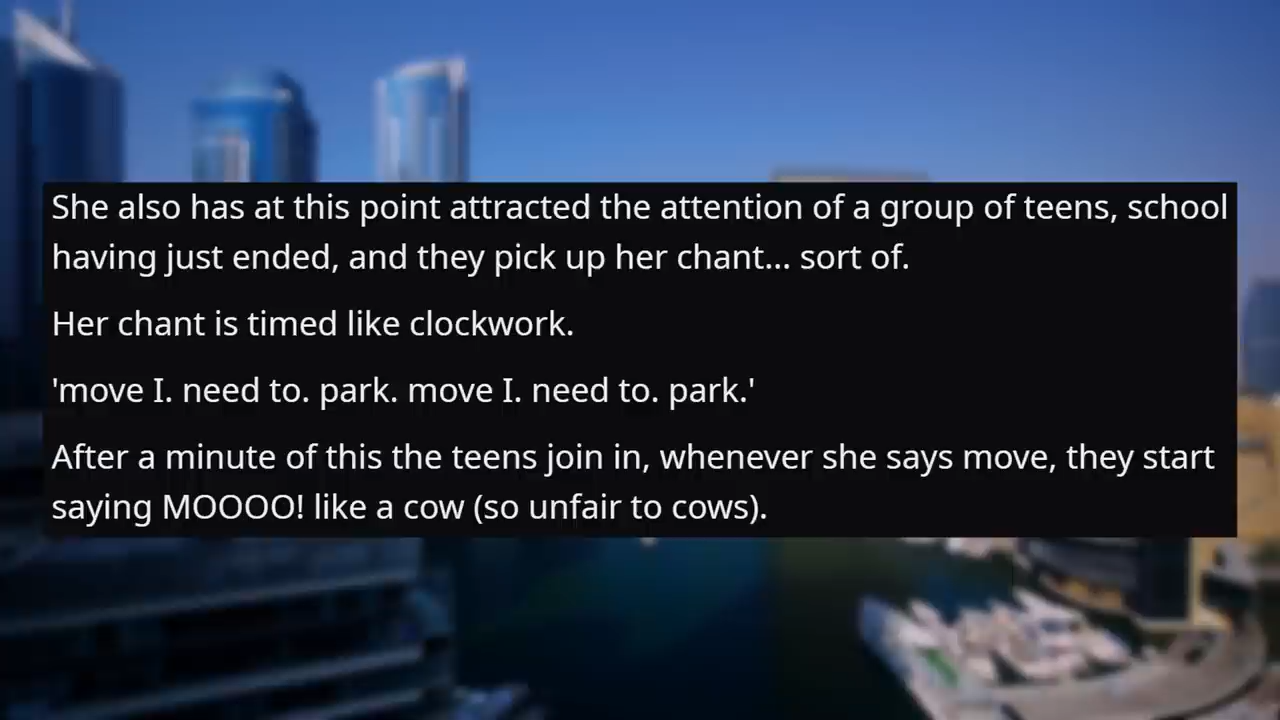 She also has at this point attracted the attention of a group of teens, school
having just ended, and they pick up her chant... sort of.
Her chant is timed like clockwork.
'move I. need to. park. move I. need to. park.'
After a minute of this the teens join in, whenever she says move, they start
saying MOOOO! like a cow (so unfair to cows).